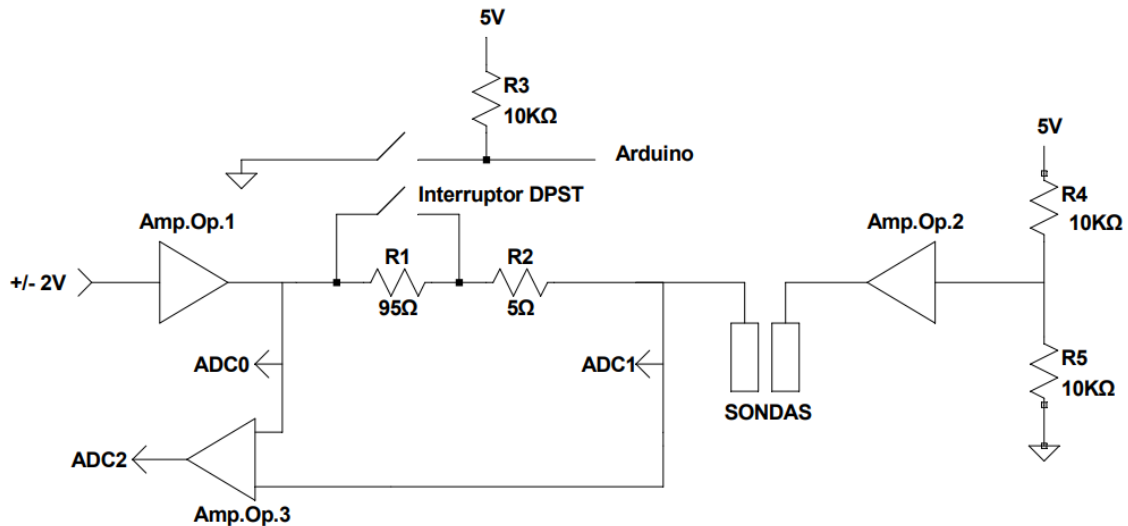 5V
R3
10KΩ
Arduino
5V
Interruptor DPST
R4
10KΩ
Amp.Op.1
Amp.Op.2
R1
R2
+/- 2V
95Ω
5Ω
ADC0
ADC1
R5
10KΩ
SONDAS
ADC2
Amp.Op.3